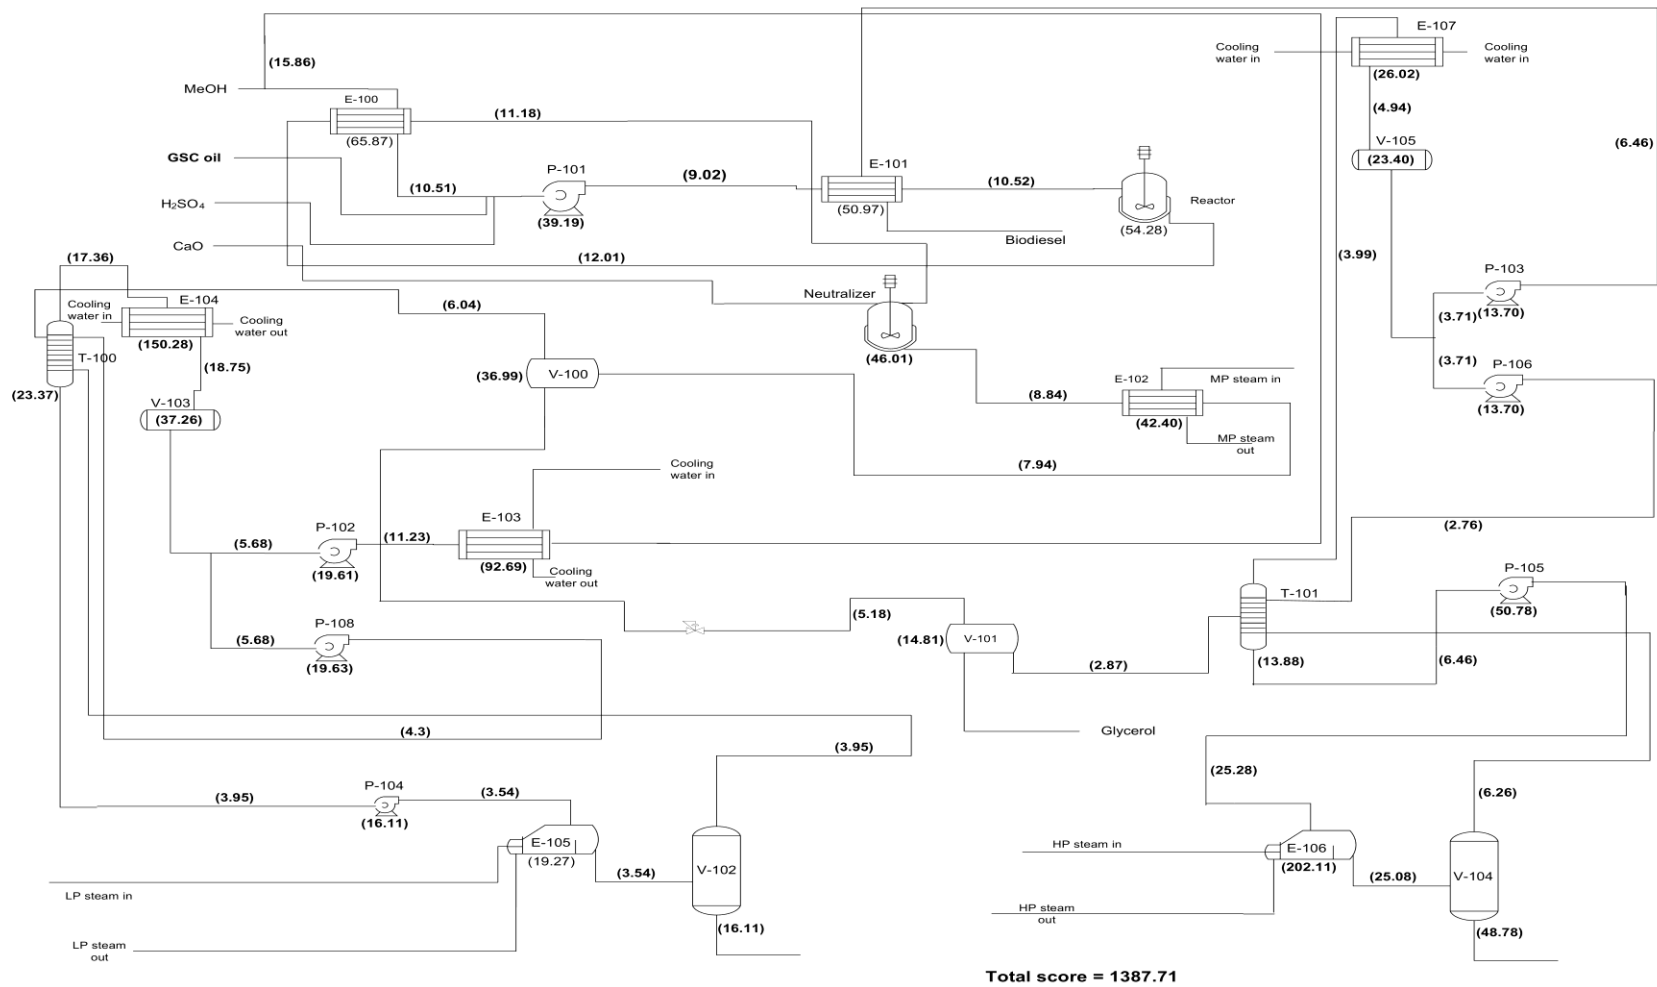 E-107
Cooling
water in
Cooling
water in
(26.02)
(15.86)
MeOH
E-100
(11.18)
(65.87)
(4.94)
V-105
(23.40)
(6.46)
GSC oil
P-101
(9.02)
E-101
(10.52)
(10.51)
H₂SO₄
(39.19)
(50.97)
Reactor
(54.28)
Biodiesel
CaO
(17.36)
(12.01)
(3.99)
P-103
Neutralizer
Cooling
water in
E-104
(6.04)
Cooling
water out
(150.28)
T-100
(18.75)
(46.01)
(3.71)
(13.70)
(3.71)
P-106
(13.70)
(23.37)
V-103
(37.26)
(36.99)
V-100
(8.84)
E-102
MP steam in
(42.40)
MP steam
out
(7.94)
Cooling
water in
P-102
(11.23)
E-103
(5.68)
(19.61)
(92.69)
Cooling
water out
(2.76)
P-105
(50.78)
T-101
(5.18)
P-108
(5.68)
(19.63)
(14.81)
V-101
(2.87)
(13.88)
(6.46)
Glycerol
(4.3)
(3.95)
(25.28)
P-104
(3.95)
(3.54)
(16.11)
(6.26)
E-105
(19.27)
(3.54)
V-102
HP steam in
E-106
(202.11)
(25.08)
V-104
LP steam in
HP steam
out
(16.11)
(48.78)
LP steam
out
Total score = 1387.71